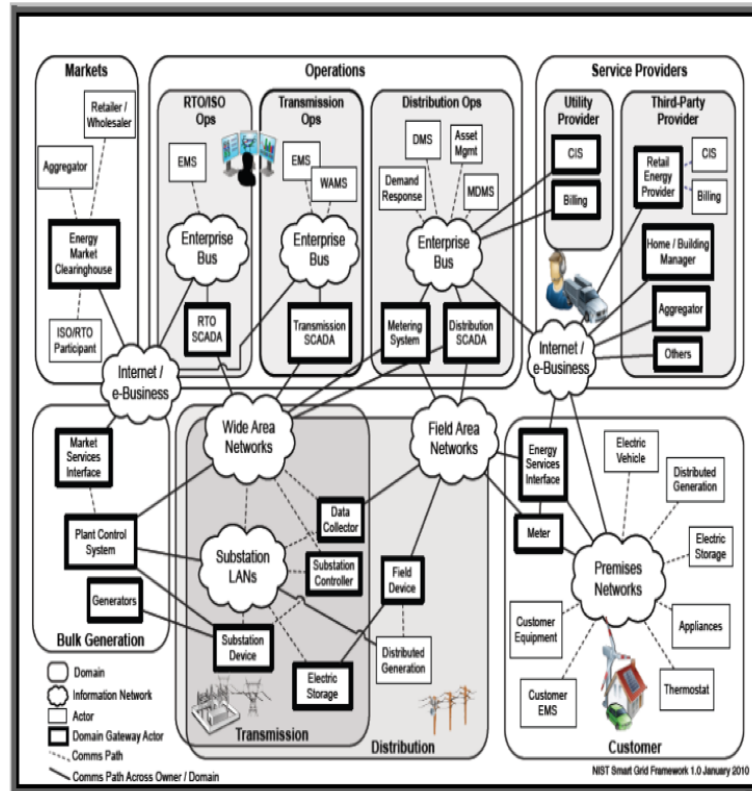 Markets
Retailer /
Wholesaler
Aggregator
Energy
Market
Clearinghouse
ISO/RTO
Participant
Operations
RTO/ISO
Ops
EMS
Enterprise
Bus
RTO
SCADA
Transmission
Ops
EMS
WAMS
Enterprise
Bus
Transmission
SCADA
Distribution Ops
DMS
Asset
Mgmt
Demand
Response
MDMS
Enterprise
Bus
Metering
System
Distribution
SCADA
Service Providers
Utility
Provider
CIS
Billing
Third-Party
Provider
Retail
Energy
Provider
CIS
Billing
Home / Building
Manager
Aggregator
Others
Internet /
e-Business
Internet /
e-Business
Market
Services
Interface
Plant Control
System
Generators
Bulk Generation
Wide Area
Networks
Field Area
Networks
Substation
LANs
Data
Collector
Substation
Controller
Field
Device
Substation
Device
Electric
Storage
Distributed
Generation
Transmission
Distribution
Energy
Services
Interface
Meter
Electric
Vehicle
Distributed
Generation
Electric
Storage
Premises
Networks
Customer
Equipment
Appliances
Customer
EMS
Thermostat
Customer
Domain
Information Network
Actor
Domain Gateway Actor
Comms Path
Comms Path Across Owner / Domain
NIST Smart Grid Framework 1.0 January 2010